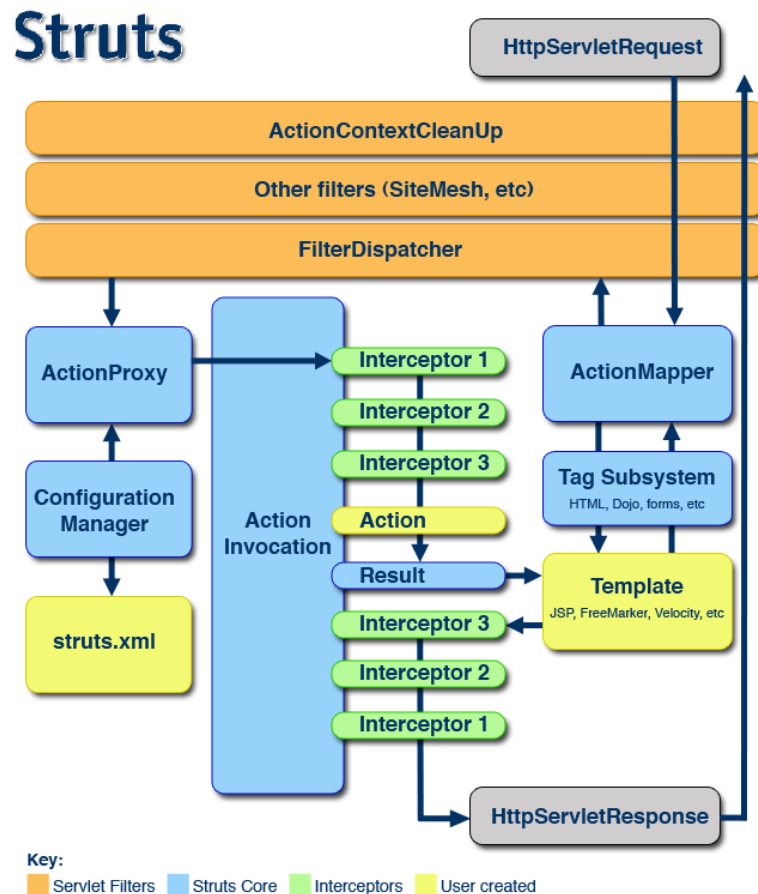 Struts
HttpServletRequest
ActionContextCleanUp
Other filters (SiteMesh, etc)
FilterDispatcher
ActionProxy
Interceptor 1
ActionMapper
Interceptor 2
Interceptor 3
Configuration
Manager
Action
Invocation
Tag Subsystem
HTML, Dojo, forms, etc
Action
Result
Template
JSP, FreeMarker, Velocity, etc
struts.xml
Interceptor 3
Interceptor 2
Interceptor 1
HttpServletResponse
Key:
Servlet Filters
Struts Core
Interceptors
User created